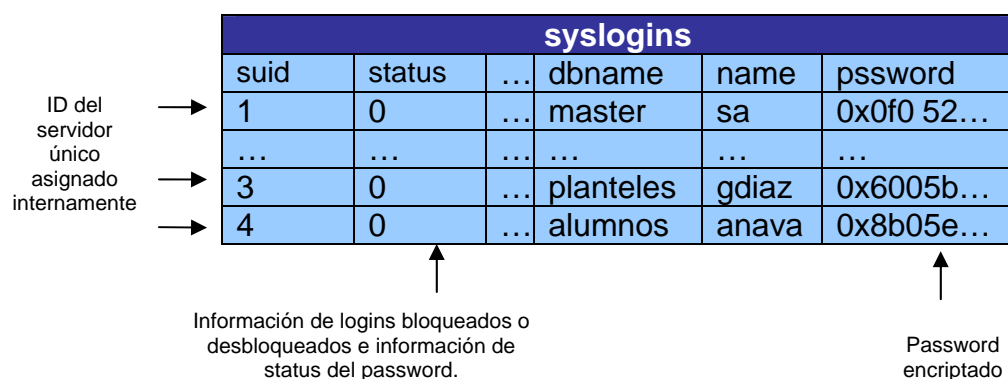 syslogins
suid status … dbname name pssword
1 0 … master sa 0x0f0 52…
… … … … … …
3 0 … planteles gdiaz 0x6005b…
4 0 … alumnos anava 0x8b05e…
ID del
servidor
único
asignado
internamente
Información de logins bloqueados o
desbloqueados e información de
status del password.
Password
encriptado